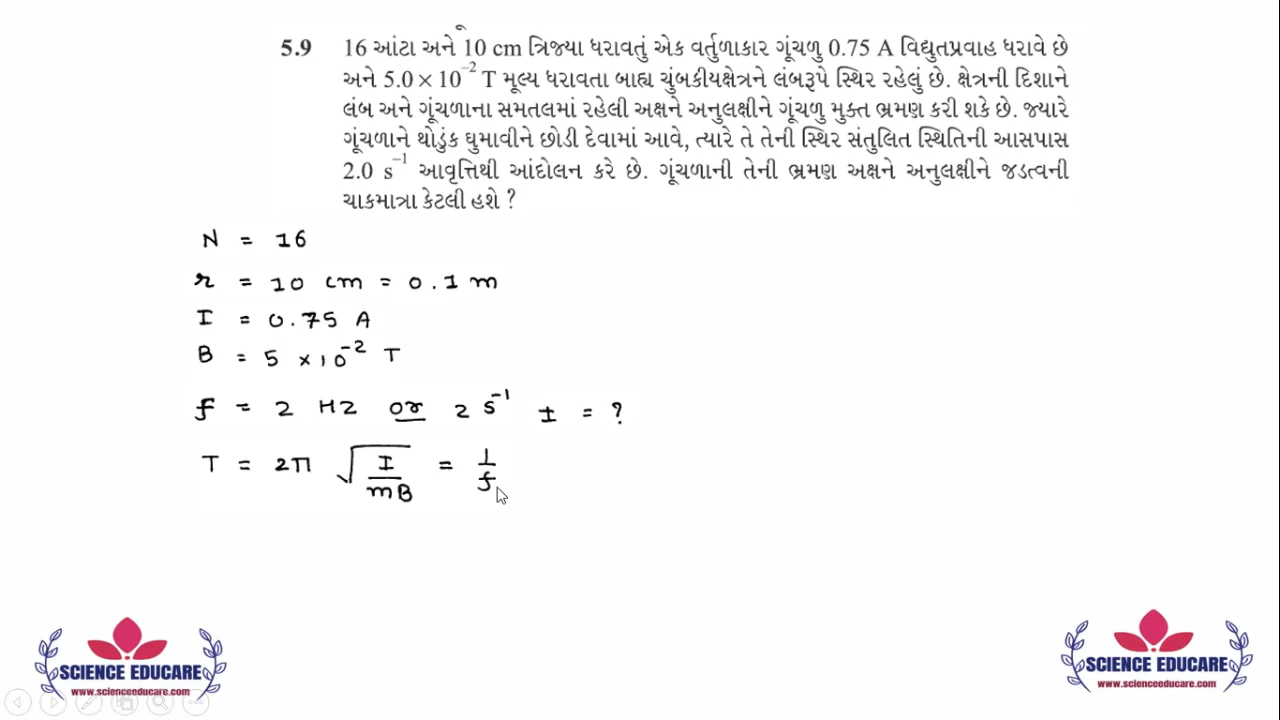 5.9 16 આંટા અને 10 cm ત્રિજ્યા ધરાવતું એક વર્તુળાકાર ગૂંચળુ 0.75 A વિદ્યુતપ્રવાહ ધરાવે છે
અને 5.0 × 10⁻² T મૂલ્ય ધરાવતા બાહ્ય ચુંબકીયક્ષેત્રને લંબરૂપે સ્થિર રહેલું છે. ક્ષેત્રની દિશાને
લંબ અને ગૂંચળાના સમતલમાં રહેલી અક્ષને અનુલક્ષીને ગૂંચળુ મુક્ત ભ્રમણ કરી શકે છે. જ્યારે
ગૂંચળાને થોડુંક ઘુમાવીને છોડી દેવામાં આવે, ત્યારે તે તેની સ્થિર સંતુલિત સ્થિતિની આસપાસ
2.0 s⁻¹ આવૃત્તિથી આંદોલન કરે છે. ગૂંચળાની તેની ભ્રમણ અક્ષને અનુલક્ષીને જડત્વની
ચાકમાત્રા કેટલી હશે ?
N = 16
r = 10 cm = 0.1 m
I = 0.75 A
B = 5 × 10⁻² T
f = 2 HZ or 2 s⁻¹ I = ?
T = 2π √(I/mB) = 1/f
SCIENCE EDUCARE
www.scienceeducare.com
SCIENCE EDUCARE
www.scienceeducare.com